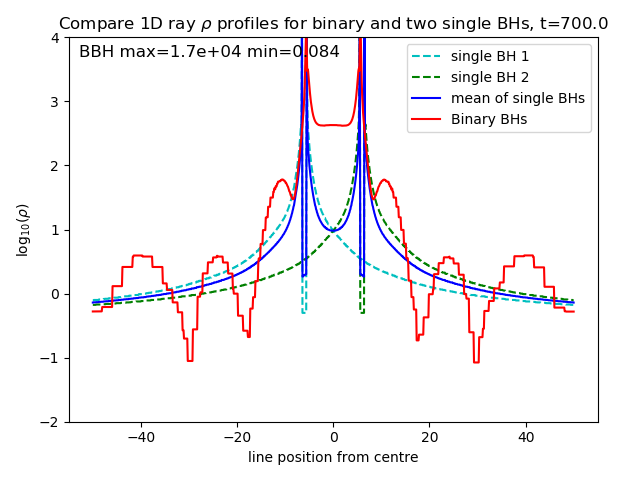 Compare 1D ray ρ profiles for binary and two single BHs, t=700.0
BBH max=1.7e+04 min=0.084
single BH 1
single BH 2
mean of single BHs
Binary BHs
4
3
2
1
0
−1
−2
log₁₀(ρ)
−40 −20 0 20 40
line position from centre